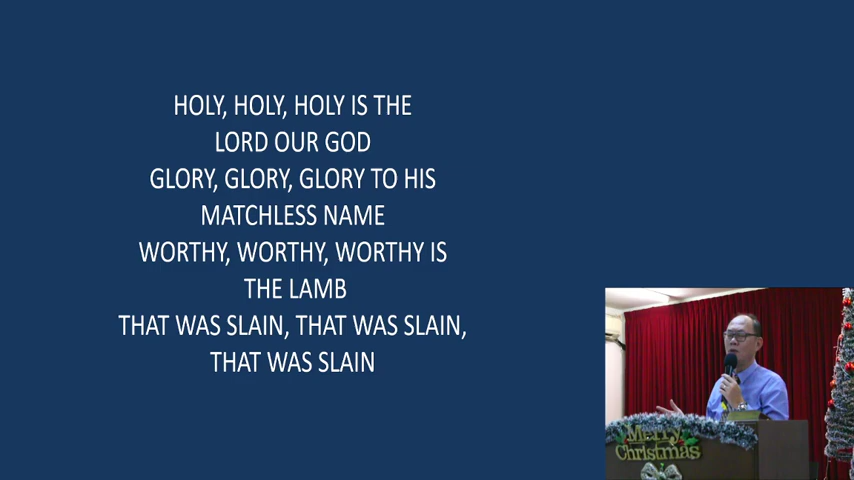 HOLY, HOLY, HOLY IS THE
LORD OUR GOD
GLORY, GLORY, GLORY TO HIS
MATCHLESS NAME
WORTHY, WORTHY, WORTHY IS
THE LAMB
THAT WAS SLAIN, THAT WAS SLAIN,
THAT WAS SLAIN
Merry
Christmas